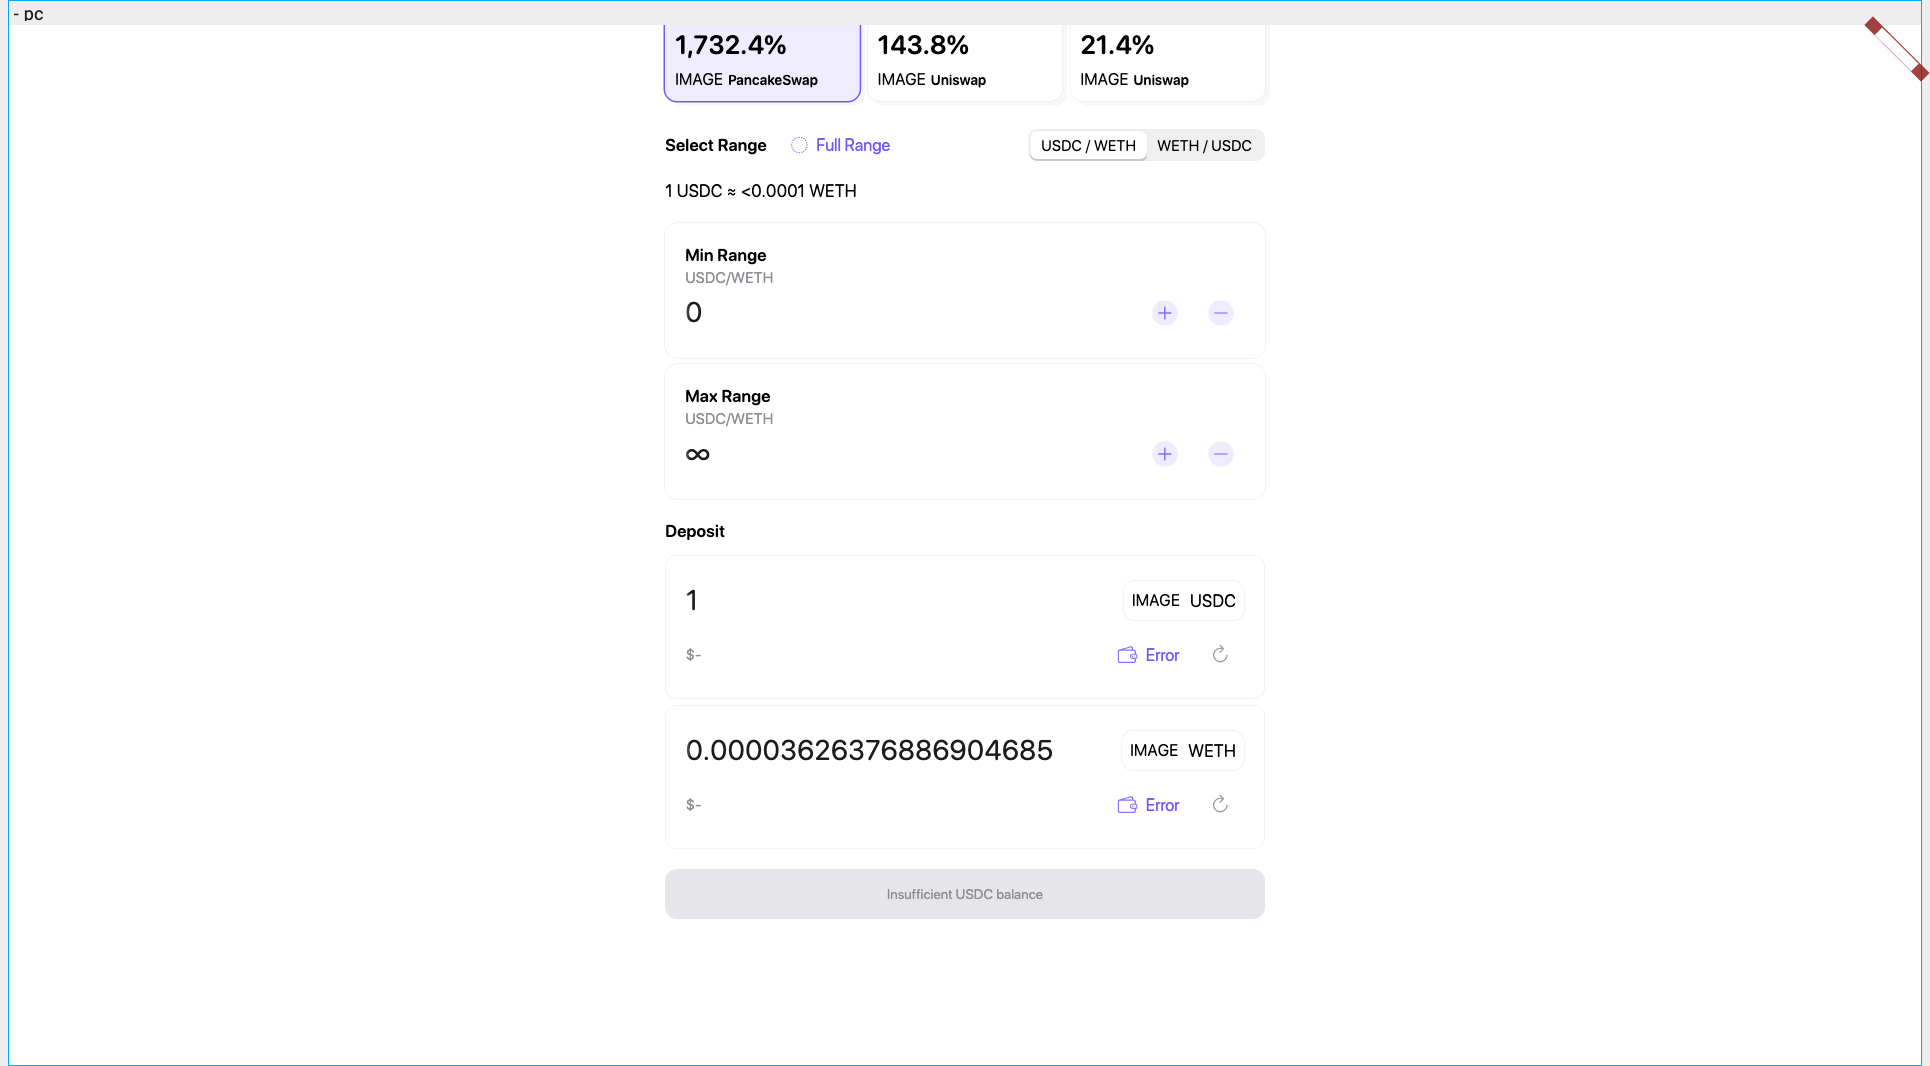 - pc
1,732.4% 143.8% 21.4%
IMAGE PancakeSwap IMAGE Uniswap IMAGE Uniswap
Select Range Full Range USDC / WETH WETH / USDC
1 USDC ≈ <0.0001 WETH
Min Range
USDC/WETH
0
Max Range
USDC/WETH
∞
Deposit
1 IMAGE USDC
$- Error
0.00003626376886904685 IMAGE WETH
$- Error
Insufficient USDC balance